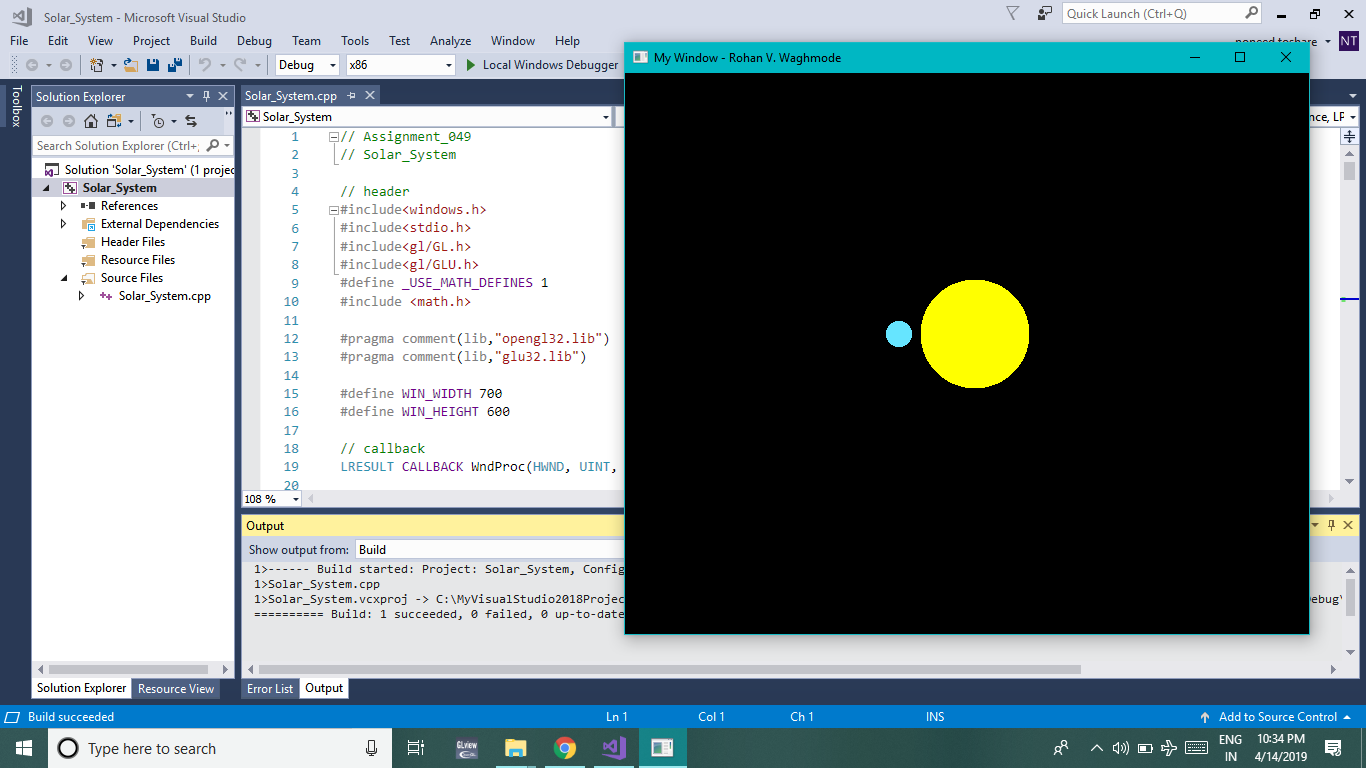 Solar_System - Microsoft Visual Studio
Quick Launch (Ctrl+Q)
File Edit View Project Build Debug Team Tools Test Analyze Window Help
NT
Debug x86 Local Windows Debugger
My Window - Rohan V. Waghmode
Toolbox
Solution Explorer
Search Solution Explorer (Ctrl+;
Solution 'Solar_System' (1 projec
Solar_System
References
External Dependencies
Header Files
Resource Files
Source Files
Solar_System.cpp
Solution Explorer Resource View
Solar_System.cpp
Solar_System
nce, LP
1 // Assignment_049
2 // Solar_System
3
4 // header
5 #include<windows.h>
6 #include<stdio.h>
7 #include<gl/GL.h>
8 #include<gl/GLU.h>
9 #define _USE_MATH_DEFINES 1
10 #include <math.h>
11
12 #pragma comment(lib,"opengl32.lib")
13 #pragma comment(lib,"glu32.lib")
14
15 #define WIN_WIDTH 700
16 #define WIN_HEIGHT 600
17
18 // callback
19 LRESULT CALLBACK WndProc(HWND, UINT,
20
108 %
Output
Show output from: Build
1>------ Build started: Project: Solar_System, Config
1>Solar_System.cpp
1>Solar_System.vcxproj -> C:\MyVisualStudio2018Projec
ebug\
========== Build: 1 succeeded, 0 failed, 0 up-to-date
Error List Output
Build succeeded Ln 1 Col 1 Ch 1 INS Add to Source Control
Type here to search
GLview
ENG
IN
10:34 PM
4/14/2019